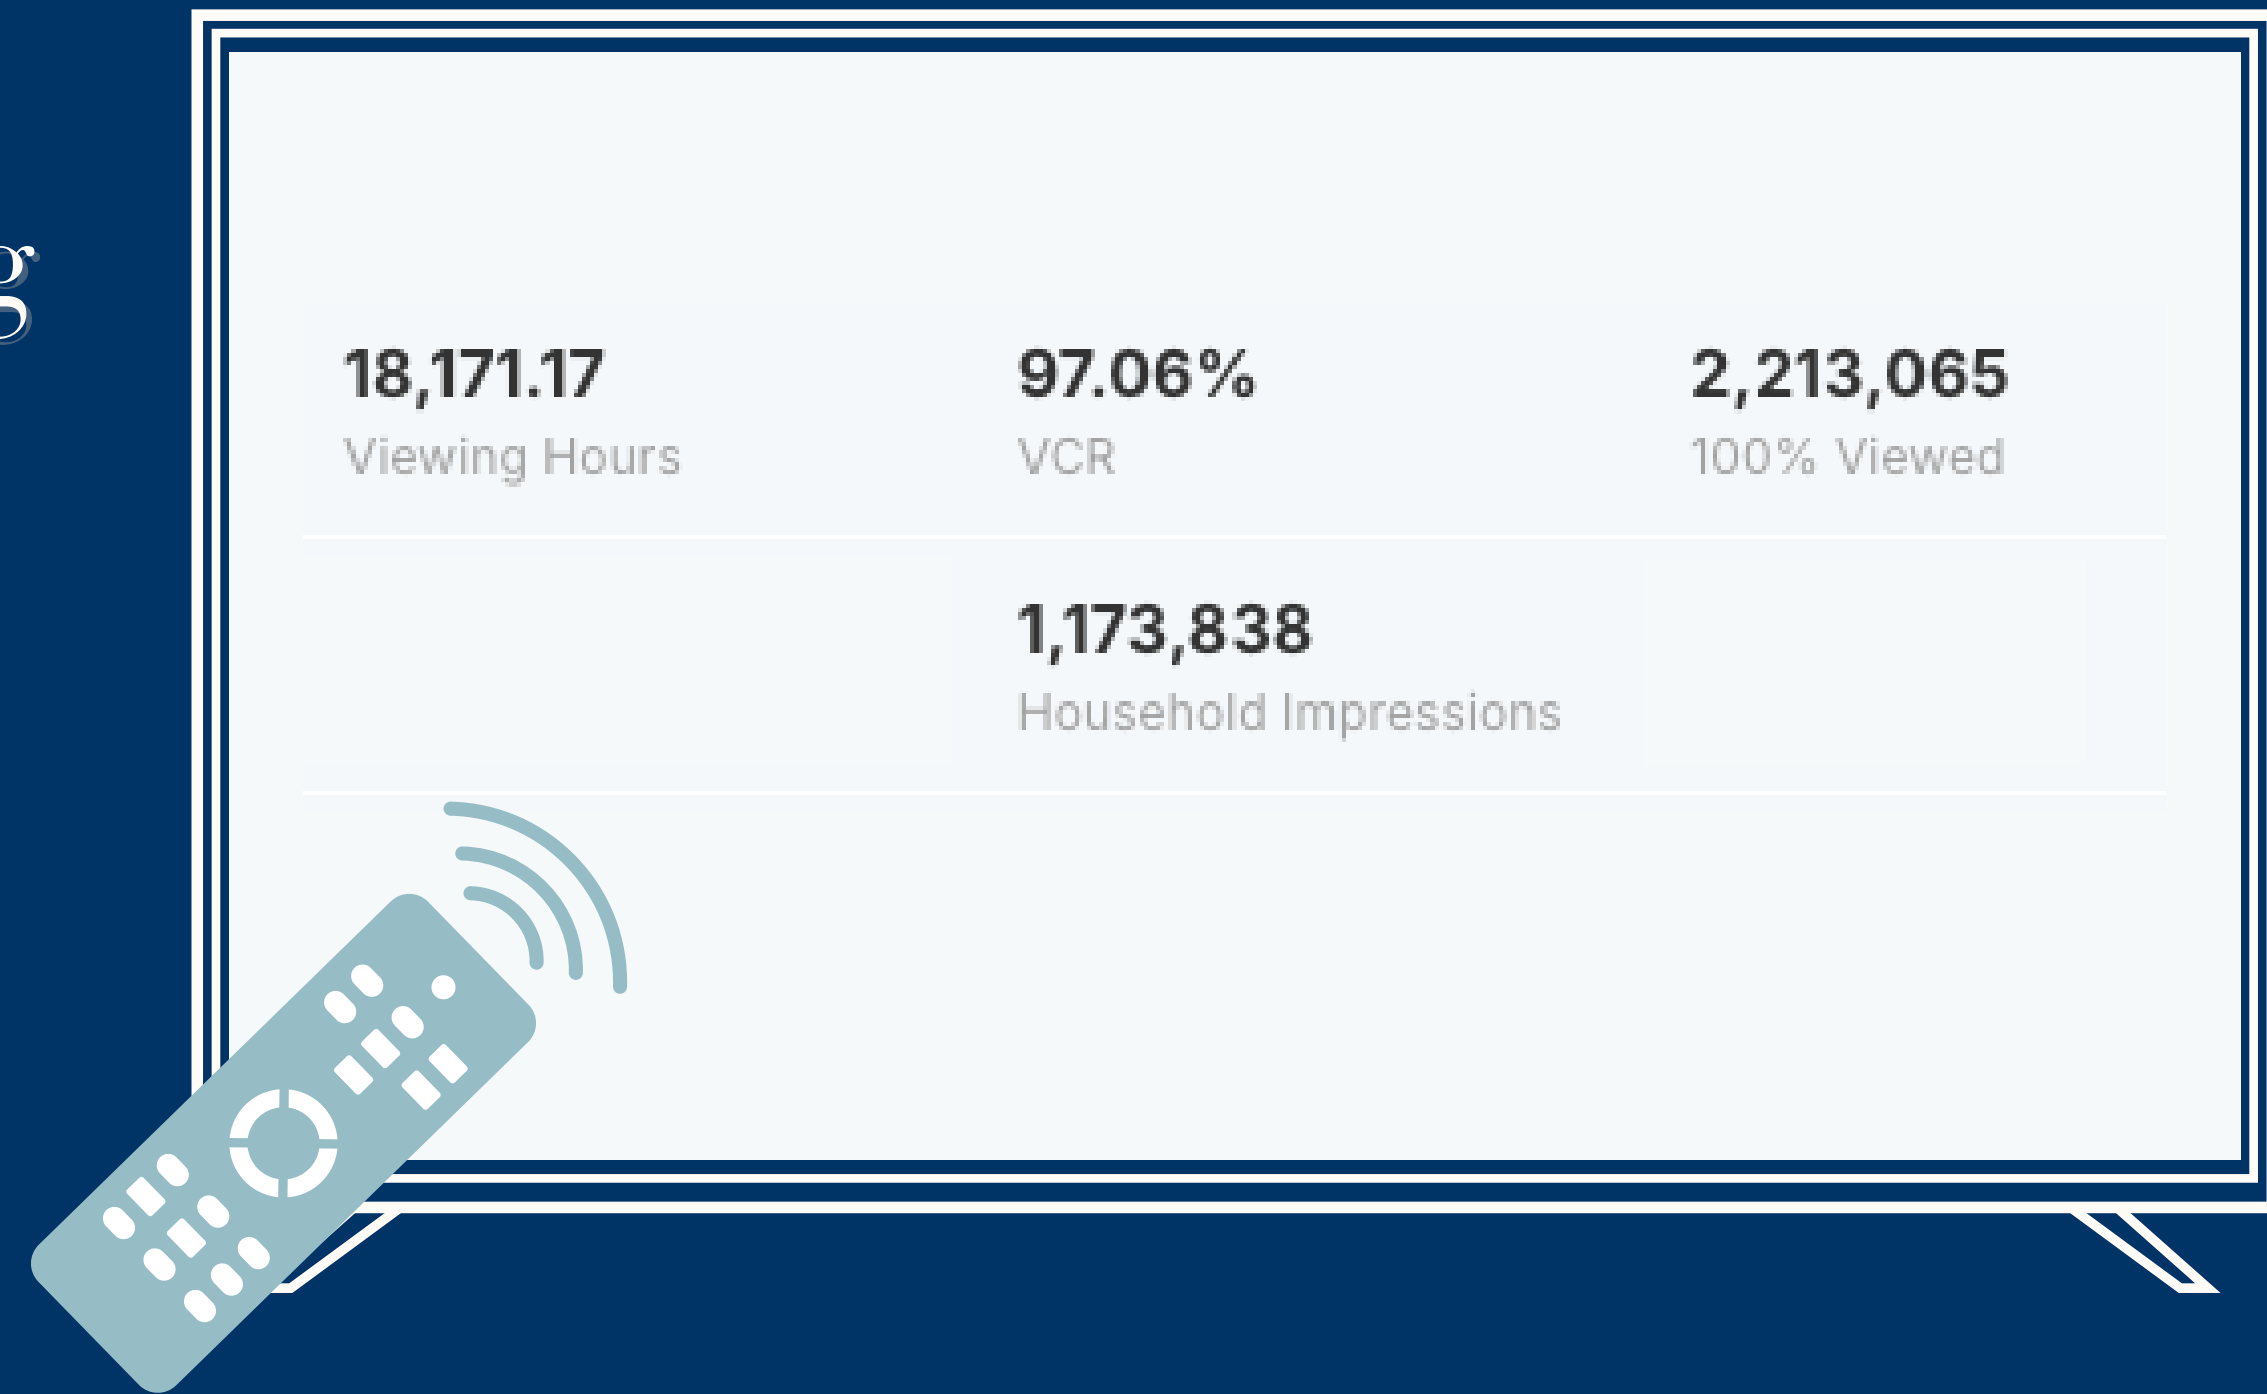 g
18,171.17
Viewing Hours
97.06%
VCR
2,213,065
100% Viewed
1,173,838
Household Impressions